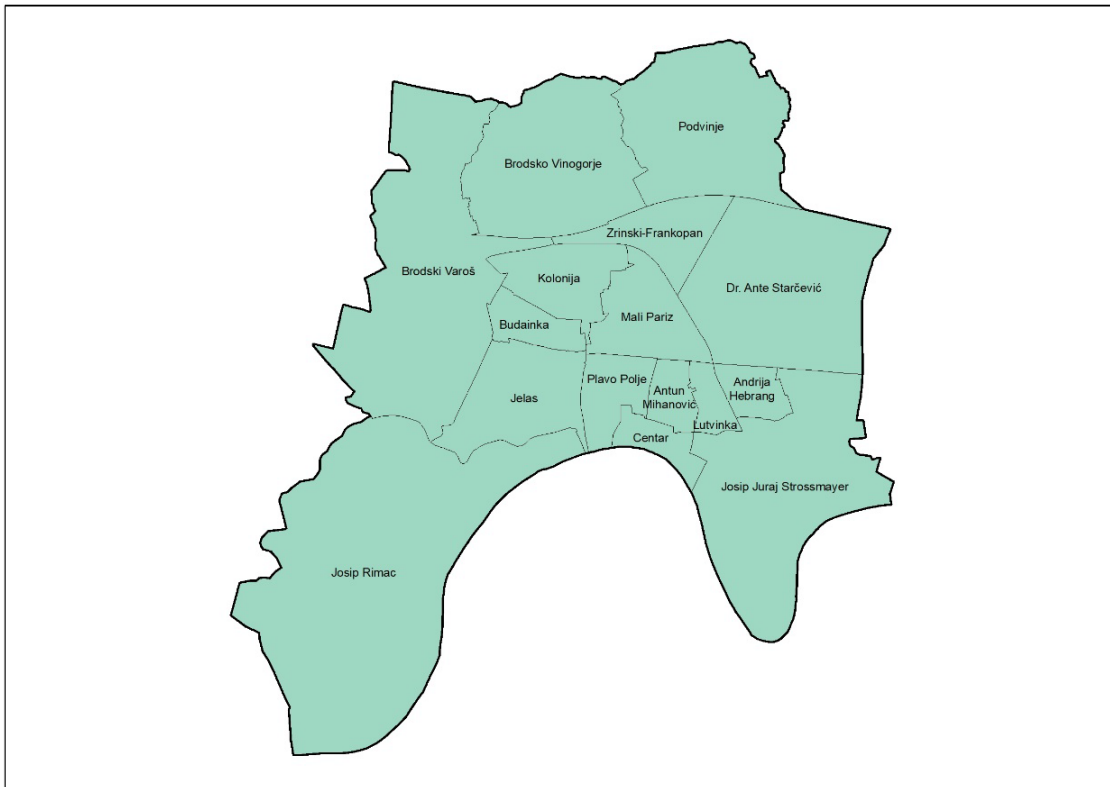 Podvinje
Brodsko Vinogorje
Zrinski-Frankopan
Brodski Varoš
Kolonija
Dr. Ante Starčević
Mali Pariz
Budainka
Plavo Polje
Andrija
Hebrang
Antun
Mihanović
Jelas
Lutvinka
Centar
Josip Juraj Strossmayer
Josip Rimac